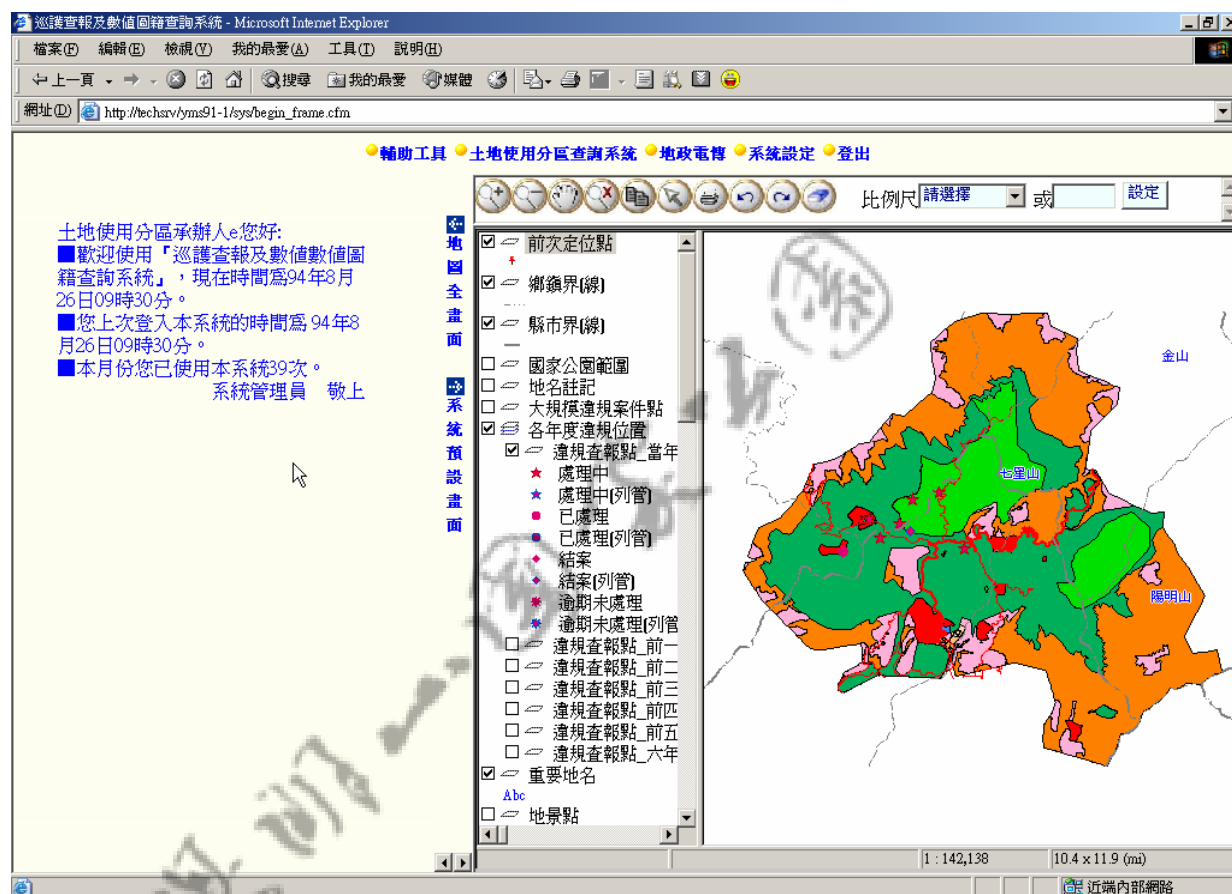 巡護查報及數值圖籍查詢系統 - Microsoft Internet Explorer
檔案(F) 編輯(E) 檢視(V) 我的最愛(A) 工具(T) 說明(H)
上一頁 搜尋 我的最愛 媒體
網址(D) http://techsrv/yms91-1/sys/begin_frame.cfm
輔助工具 土地使用分區查詢系統 地政電傳 系統設定 登出
比例尺 請選擇 或 設定
土地使用分區承辦人e您好:
■歡迎使用『巡護查報及數值數值圖
籍查詢系統』，現在時間為94年8月
26日09時30分。
■您上次登入本系統的時間為 94年8
月26日09時30分。
■本月份您已使用本系統39次。
系統管理員 敬上
地圖全畫面
系統預設畫面
前次定位點
鄉鎮界(線)
縣市界(線)
國家公園範圍
地名註記
大規模違規案件點
各年度違規位置
違規查報點_當年
處理中
處理中(列管)
已處理
已處理(列管)
結案
結案(列管)
逾期未處理
逾期未處理(列管
違規查報點_前一
違規查報點_前二
違規查報點_前三
違規查報點_前四
違規查報點_前五
違規查報點_六年
重要地名
Abc
地景點
金山
七星山
陽明山
1 : 142,138 10.4 x 11.9 (mi)
近端內部網路